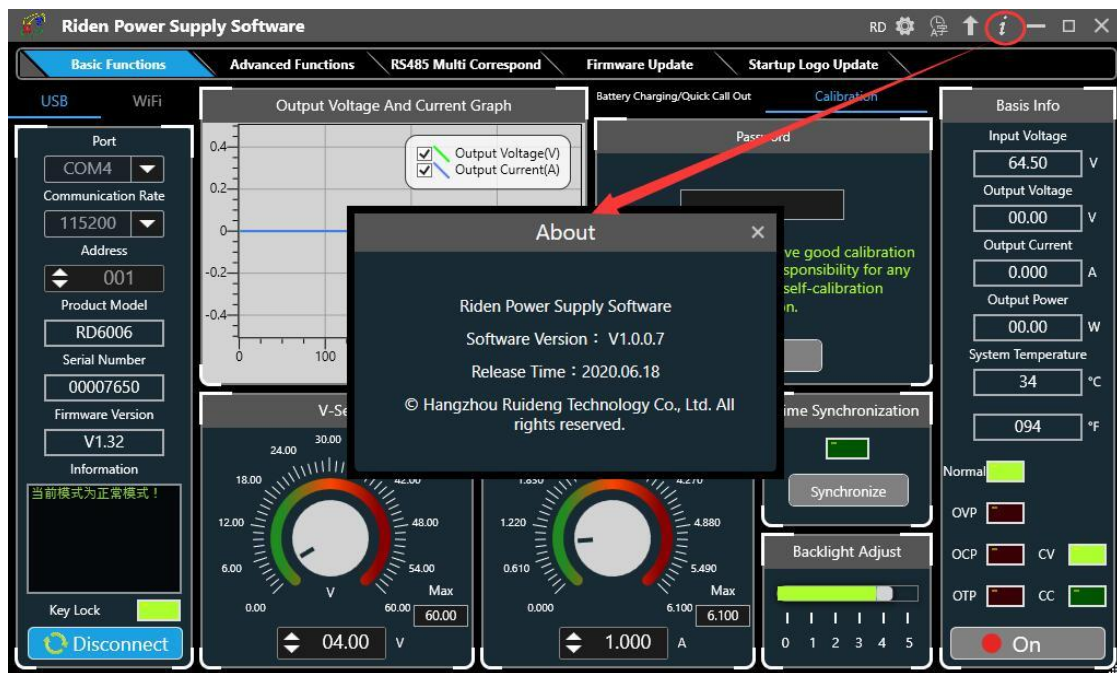 Riden Power Supply Software
RD
i
Basic Functions
Advanced Functions
RS485 Multi Correspond
Firmware Update
Startup Logo Update
USB
WiFi
Port
COM4
Communication Rate
115200
Address
001
Product Model
RD6006
Serial Number
00007650
Firmware Version
V1.32
Information
当前模式为正常模式！
Key Lock
Disconnect
Output Voltage And Current Graph
Output Voltage(V)
Output Current(A)
0.4
0.2
0
-0.2
-0.4
0
100
Battery Charging/Quick Call Out
Calibration
Password
ve good calibration
sponsibility for any
self-calibration
n.
About
Riden Power Supply Software
Software Version： V1.0.0.7
Release Time：2020.06.18
© Hangzhou Ruideng Technology Co., Ltd. All
rights reserved.
V-Se
0.00
6.00
12.00
18.00
24.00
30.00
42.00
48.00
54.00
60.00
V
Max
60.00
04.00 V
0.000
0.610
1.220
1.830
4.270
4.880
5.490
6.100
A
Max
6.100
1.000 A
ime Synchronization
Synchronize
Backlight Adjust
0 1 2 3 4 5
Basis Info
Input Voltage
64.50 V
Output Voltage
00.00 V
Output Current
0.000 A
Output Power
00.00 W
System Temperature
34 °C
094 °F
Normal
OVP
OCP
CV
OTP
CC
On